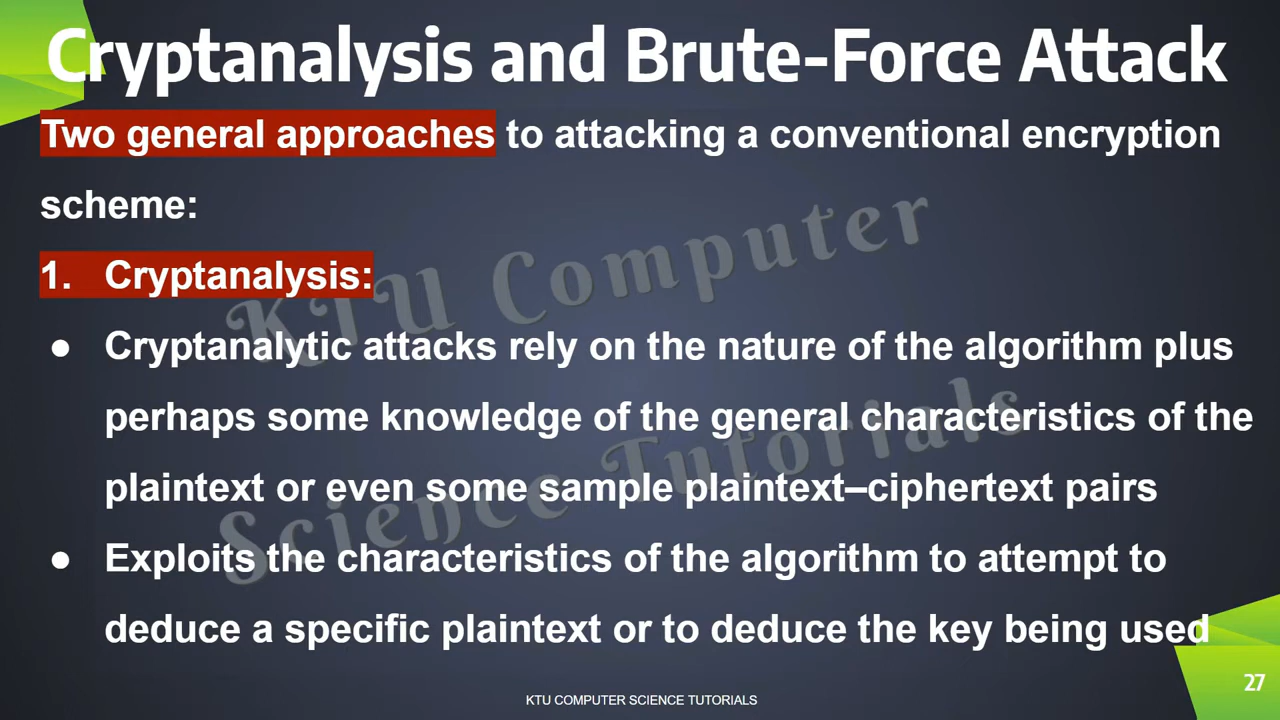 Cryptanalysis and Brute-Force Attack
Two general approaches to attacking a conventional encryption
scheme:
1. Cryptanalysis:
● Cryptanalytic attacks rely on the nature of the algorithm plus
perhaps some knowledge of the general characteristics of the
plaintext or even some sample plaintext–ciphertext pairs
● Exploits the characteristics of the algorithm to attempt to
deduce a specific plaintext or to deduce the key being used
KTU Computer
Science Tutorials
27
KTU COMPUTER SCIENCE TUTORIALS